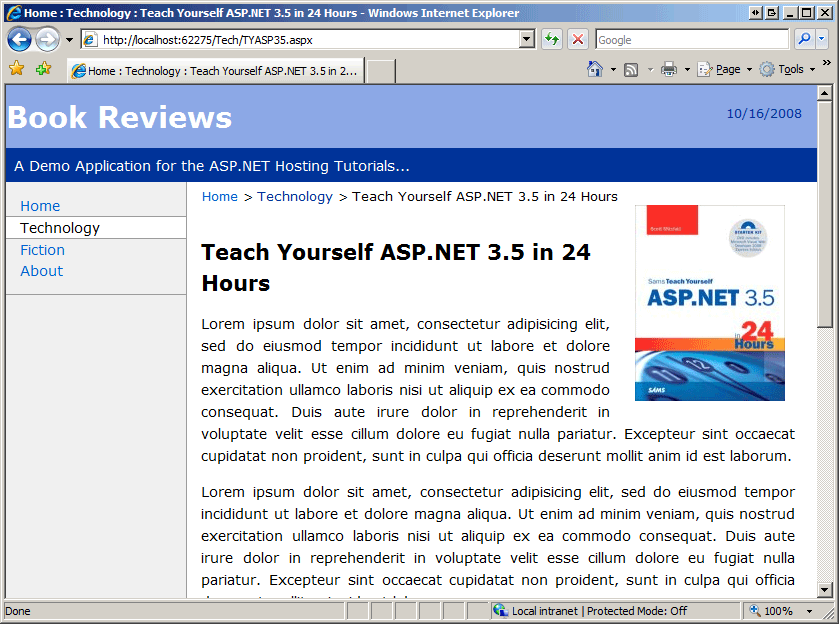 Home : Technology : Teach Yourself ASP.NET 3.5 in 24 Hours - Windows Internet Explorer
http://localhost:62275/Tech/TYASP35.aspx
Google
Home : Technology : Teach Yourself ASP.NET 3.5 in 2...
Page
Tools
Book Reviews
10/16/2008
A Demo Application for the ASP.NET Hosting Tutorials...
Home
Technology
Fiction
About
Home > Technology > Teach Yourself ASP.NET 3.5 in 24 Hours
Teach Yourself ASP.NET 3.5 in 24
Hours
Scott Mitchell
STARTER KIT
Sams Teach Yourself
ASP.NET 3.5
in 24
Hours
SAMS
Lorem ipsum dolor sit amet, consectetur adipisicing elit,
sed do eiusmod tempor incididunt ut labore et dolore
magna aliqua. Ut enim ad minim veniam, quis nostrud
exercitation ullamco laboris nisi ut aliquip ex ea commodo
consequat. Duis aute irure dolor in reprehenderit in
voluptate velit esse cillum dolore eu fugiat nulla pariatur. Excepteur sint occaecat
cupidatat non proident, sunt in culpa qui officia deserunt mollit anim id est laborum.
Lorem ipsum dolor sit amet, consectetur adipisicing elit, sed do eiusmod tempor
incididunt ut labore et dolore magna aliqua. Ut enim ad minim veniam, quis nostrud
exercitation ullamco laboris nisi ut aliquip ex ea commodo consequat. Duis aute
irure dolor in reprehenderit in voluptate velit esse cillum dolore eu fugiat nulla
pariatur. Excepteur sint occaecat cupidatat non proident, sunt in culpa qui officia
Done
Local intranet | Protected Mode: Off
100%